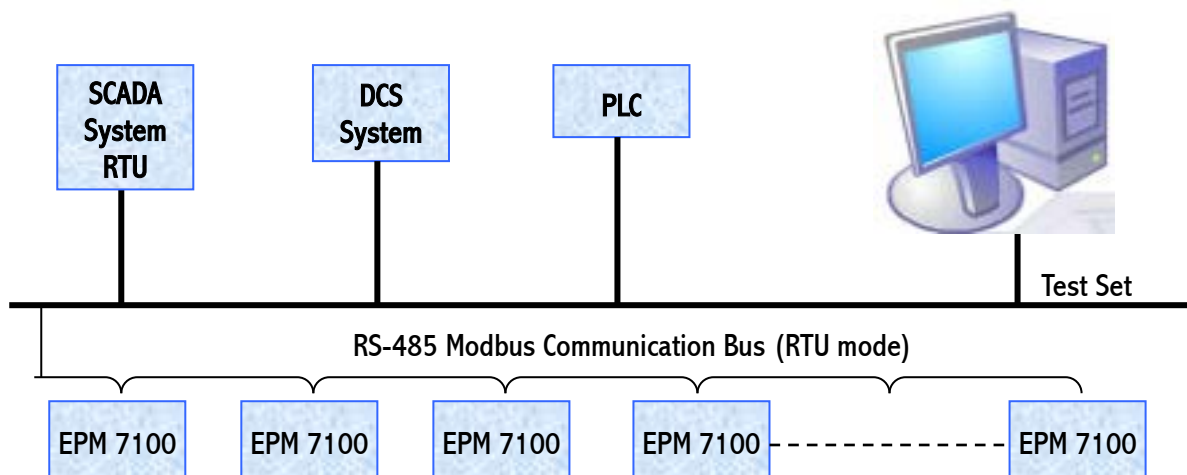 SCADA
System
RTU
DCS
System
PLC
Test Set
RS-485 Modbus Communication Bus (RTU mode)
EPM 7100
EPM 7100
EPM 7100
EPM 7100
EPM 7100